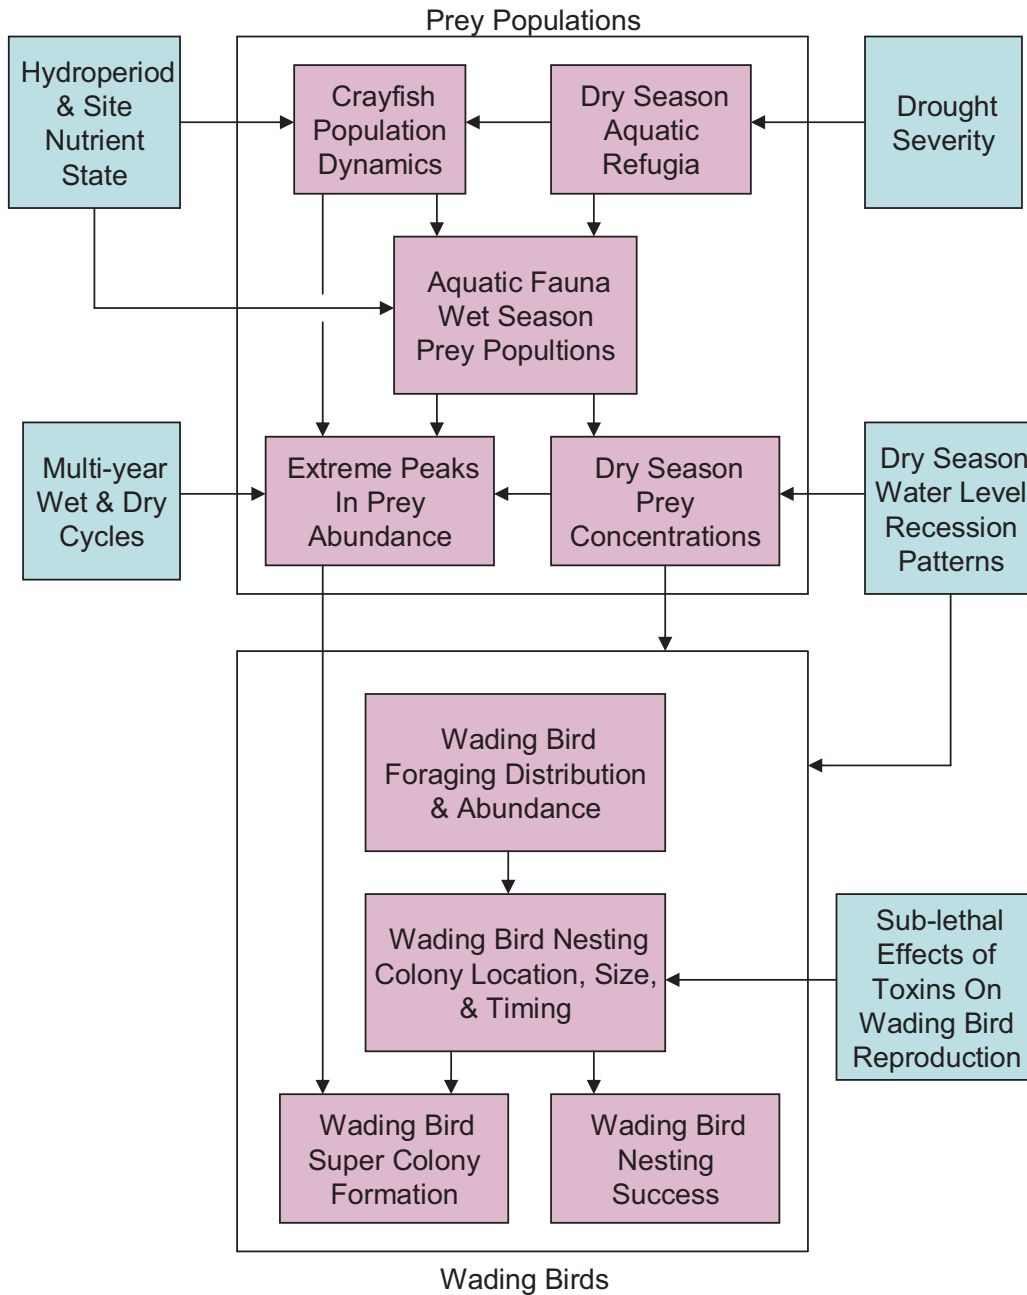 Prey Populations
Hydroperiod
& Site
Nutrient
State
Crayfish
Population
Dynamics
Dry Season
Aquatic
Refugia
Drought
Severity
Aquatic Fauna
Wet Season
Prey Popultions
Multi-year
Wet & Dry
Cycles
Extreme Peaks
In Prey
Abundance
Dry Season
Prey
Concentrations
Dry Season
Water Level
Recession
Patterns
Wading Bird
Foraging Distribution
& Abundance
Wading Bird Nesting
Colony Location, Size,
& Timing
Sub-lethal
Effects of
Toxins On
Wading Bird
Reproduction
Wading Bird
Super Colony
Formation
Wading Bird
Nesting
Success
Wading Birds